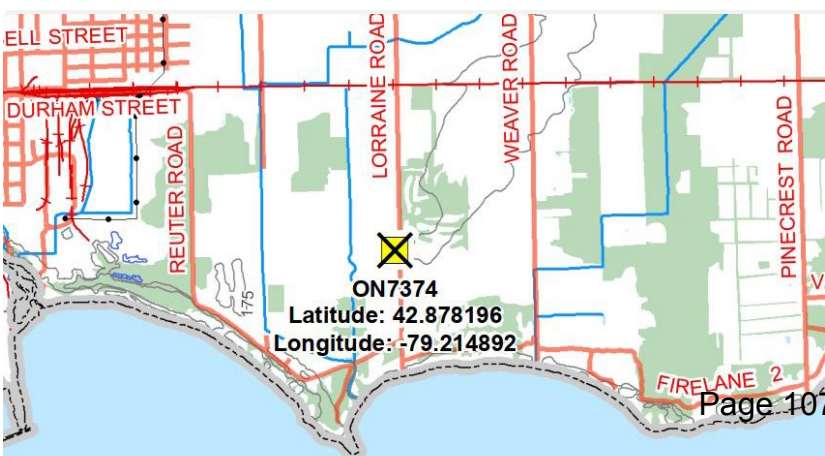 ELL STREET
DURHAM STREET
REUTER ROAD
LORRAINE ROAD
WEAVER ROAD
PINECREST ROAD
175
ON7374
Latitude: 42.878196
Longitude: -79.214892
V
FIRELANE 2
Page 107